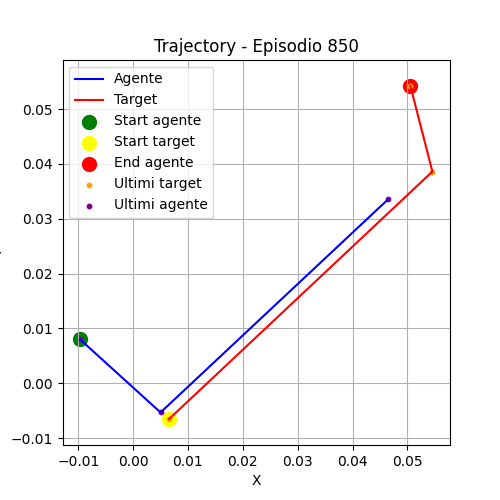 Trajectory - Episodio 850
Agente
Target
Start agente
Start target
End agente
Ultimi target
Ultimi agente
0.05
0.04
0.03
0.02
0.01
0.00
−0.01
−0.01 0.00 0.01 0.02 0.03 0.04 0.05
X